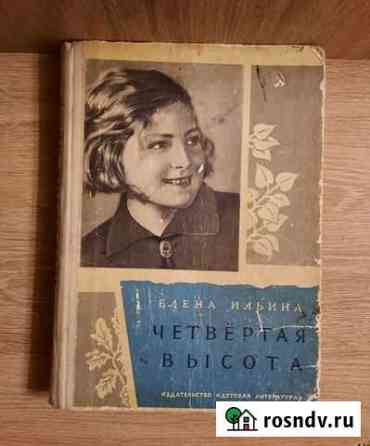 ЕЛЕНА ИЛЬИНА
ЧЕТВЁРТАЯ
ВЫСОТА
ИЗДАТЕЛЬСТВО «ДЕТСКАЯ ЛИТЕРАТУРА»
rosndv.ru